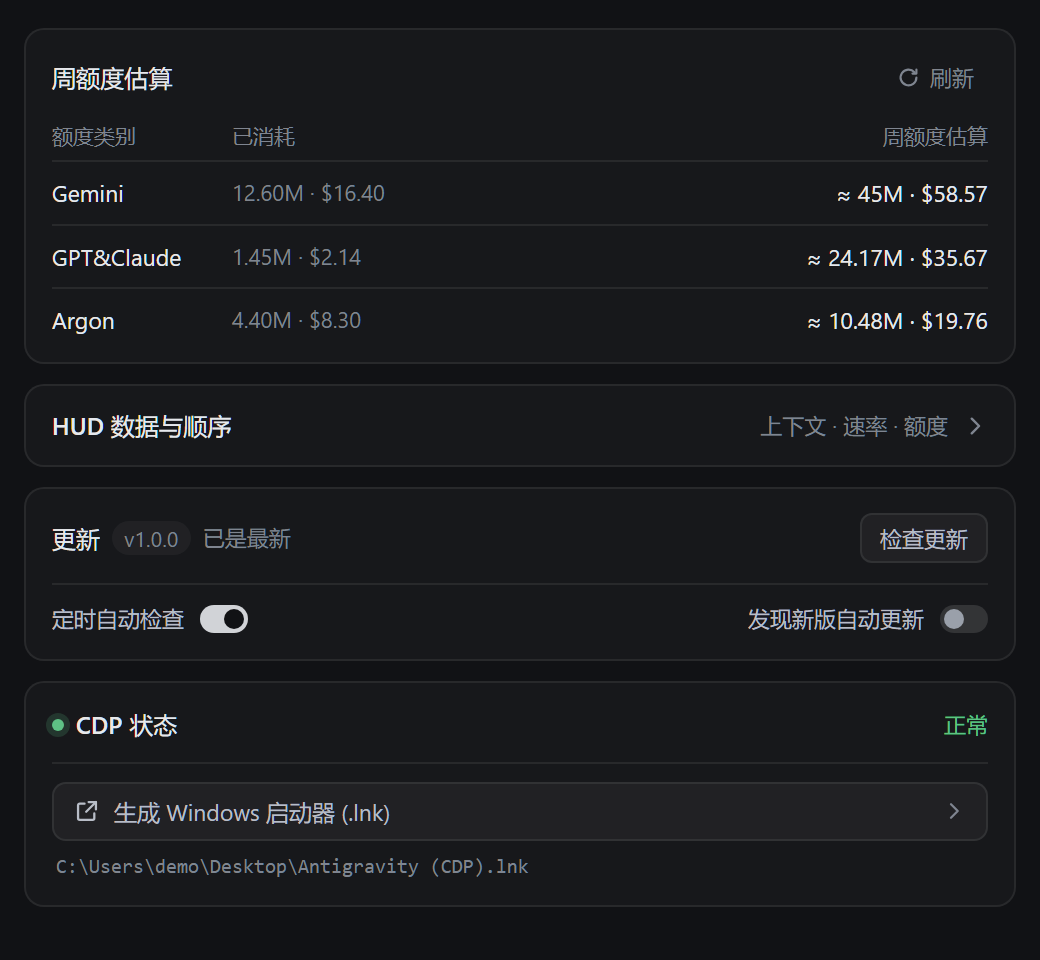 周额度估算 刷新
额度类别 已消耗 周额度估算
Gemini 12.60M · $16.40 ≈ 45M · $58.57
GPT&Claude 1.45M · $2.14 ≈ 24.17M · $35.67
Argon 4.40M · $8.30 ≈ 10.48M · $19.76
HUD 数据与顺序 上下文 · 速率 · 额度
更新 v1.0.0 已是最新 检查更新
定时自动检查 发现新版自动更新
CDP 状态 正常
生成 Windows 启动器 (.lnk)
C:\Users\demo\Desktop\Antigravity (CDP).lnk